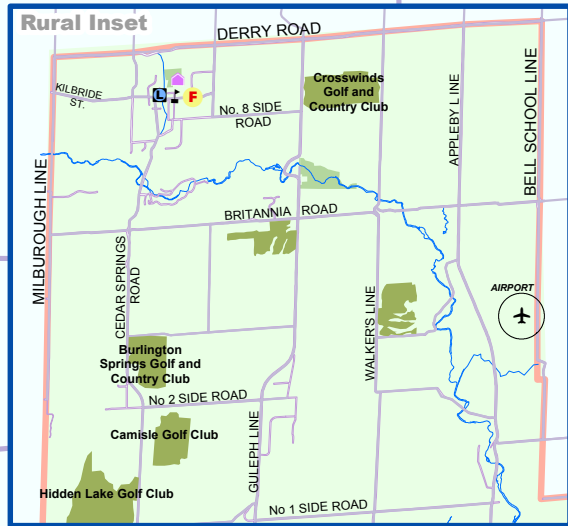 Rural Inset
DERRY ROAD
KILBRIDE
ST.
L
F
No. 8 SIDE
ROAD
Crosswinds
Golf and
Country Club
APPLEBY LINE
BELL SCHOOL LINE
MILBUROUGH LINE
BRITANNIA ROAD
CEDAR SPRINGS
ROAD
WALKER'S LINE
AIRPORT
Burlington
Springs Golf and
Country Club
No 2 SIDE ROAD
Camisle Golf Club
GULEPH LINE
Hidden Lake Golf Club
No 1 SIDE ROAD